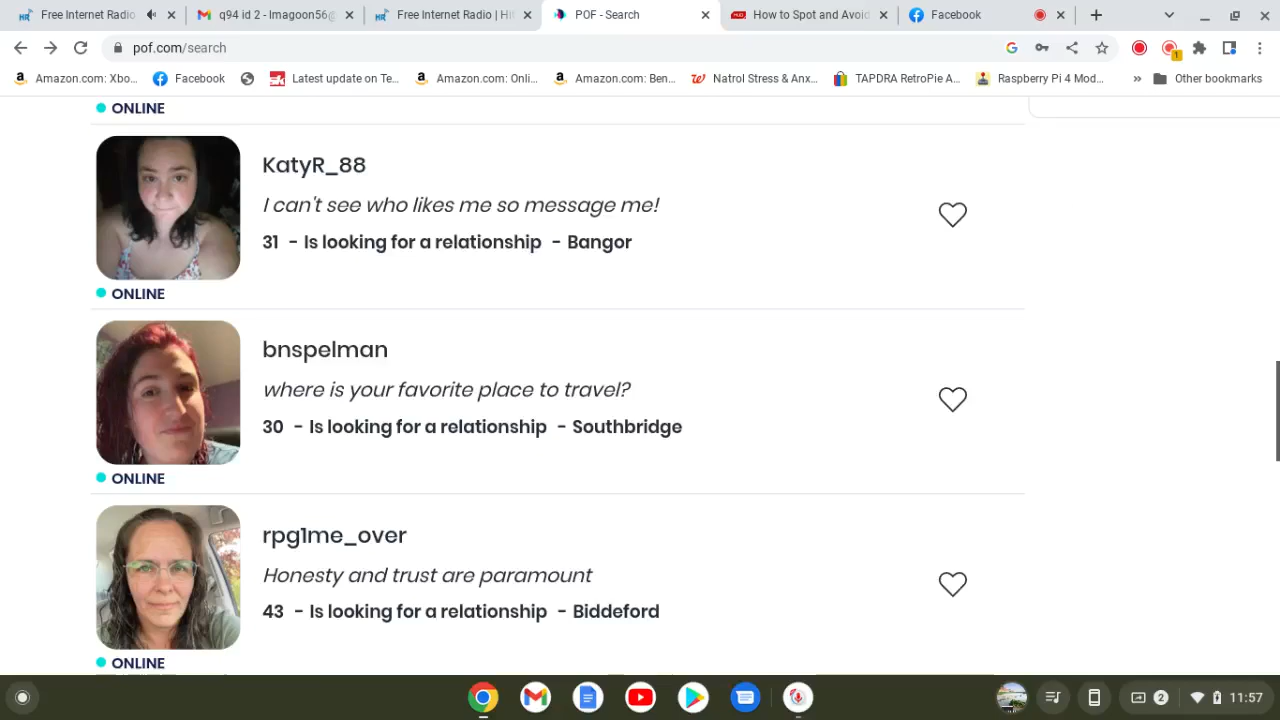 Free Internet Radio
q94 id 2 - Imagoon56@
Free Internet Radio | Hi
POF - Search
How to Spot and Avoid
Facebook
pof.com/search
Amazon.com: Xbo...
Facebook
Latest update on Te...
Amazon.com: Onli...
Amazon.com: Ben...
Natrol Stress & Anx...
TAPDRA RetroPie A...
Raspberry Pi 4 Mod...
»
Other bookmarks
ONLINE
KatyR_88
I can't see who likes me so message me!
31 - Is looking for a relationship - Bangor
ONLINE
bnspelman
where is your favorite place to travel?
30 - Is looking for a relationship - Southbridge
ONLINE
rpg1me_over
Honesty and trust are paramount
43 - Is looking for a relationship - Biddeford
ONLINE
2
11:57